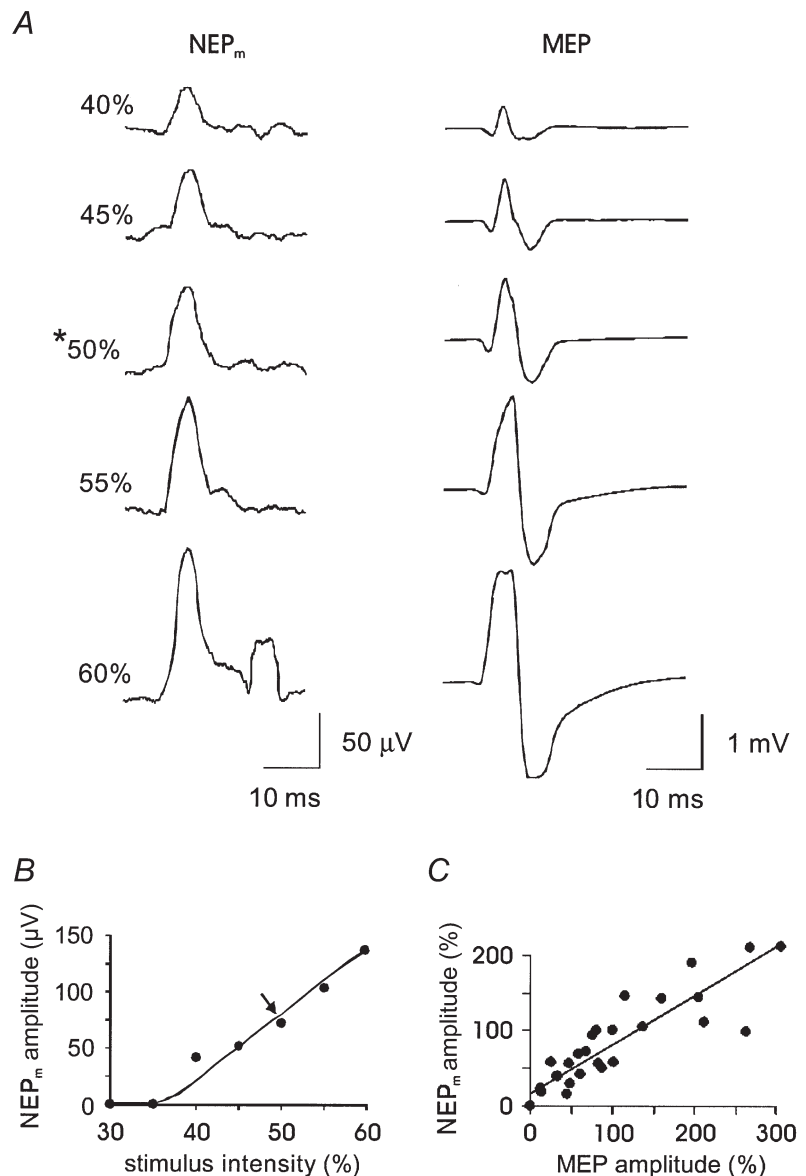 A
NEPm MEP
40%
45%
*50%
55%
60%
50 µV 1 mV
10 ms 10 ms
B C
NEPm amplitude (µV)
150
100
50
0
30 40 50 60
stimulus intensity (%)
NEPm amplitude (%)
200
100
0
0 100 200 300
MEP amplitude (%)